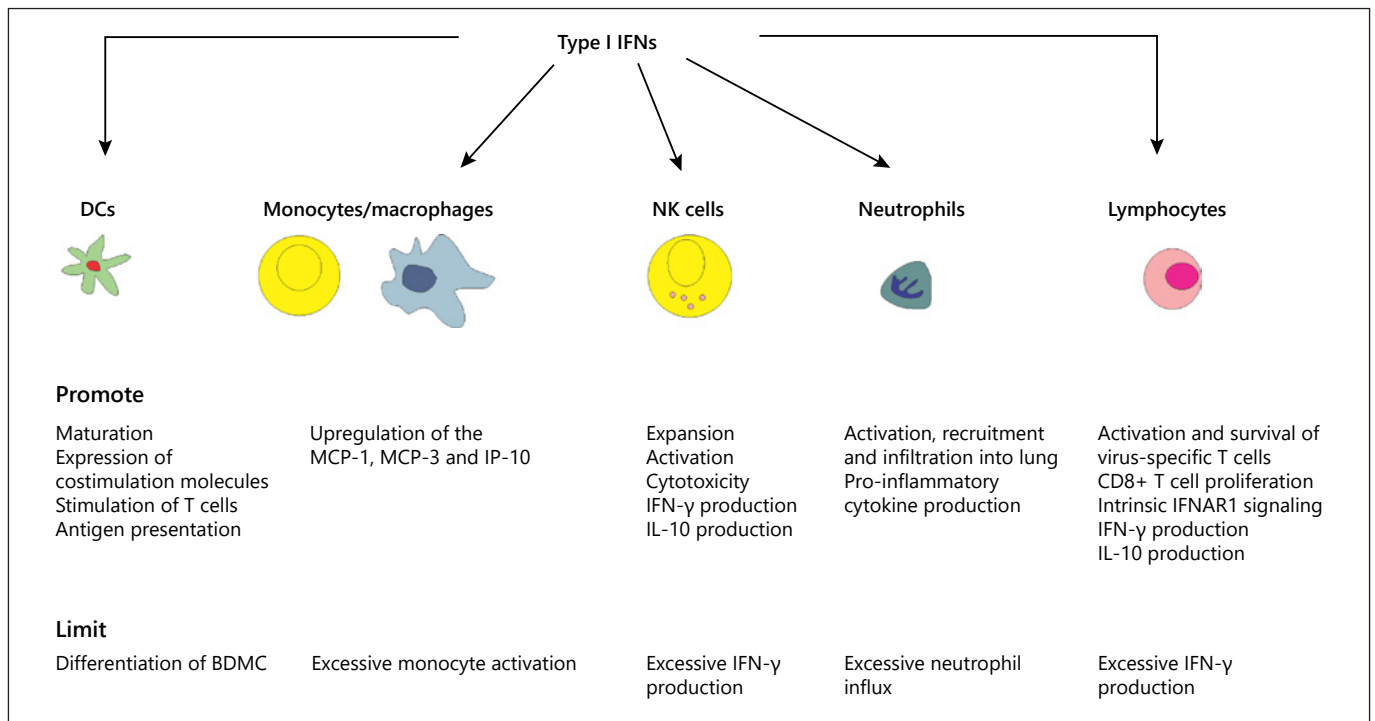 Type I IFNs
DCs
Monocytes/macrophages
NK cells
Neutrophils
Lymphocytes
Promote
Maturation
Expression of
costimulation molecules
Stimulation of T cells
Antigen presentation
Upregulation of the
MCP-1, MCP-3 and IP-10
Expansion
Activation
Cytotoxicity
IFN-γ production
IL-10 production
Activation, recruitment
and infiltration into lung
Pro-inflammatory
cytokine production
Activation and survival of
virus-specific T cells
CD8+ T cell proliferation
Intrinsic IFNAR1 signaling
IFN-γ production
IL-10 production
Limit
Differentiation of BDMC
Excessive monocyte activation
Excessive IFN-γ
production
Excessive neutrophil
influx
Excessive IFN-γ
production